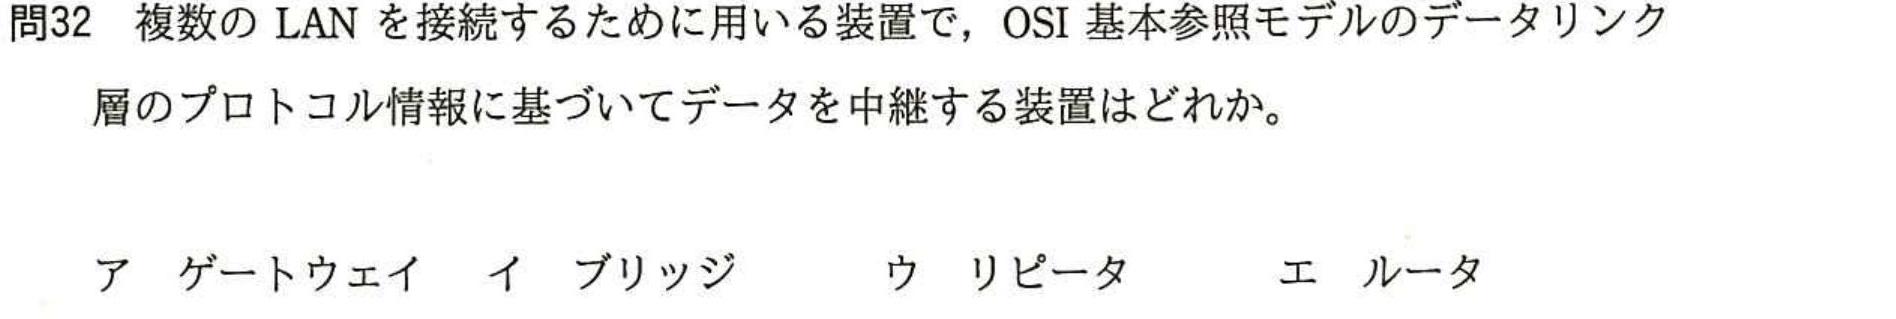 問32 複数の LAN を接続するために用いる装置で，OSI 基本参照モデルのデータリンク
層のプロトコル情報に基づいてデータを中継する装置はどれか。
ア ゲートウェイ イ ブリッジ ウ リピータ エ ルータ